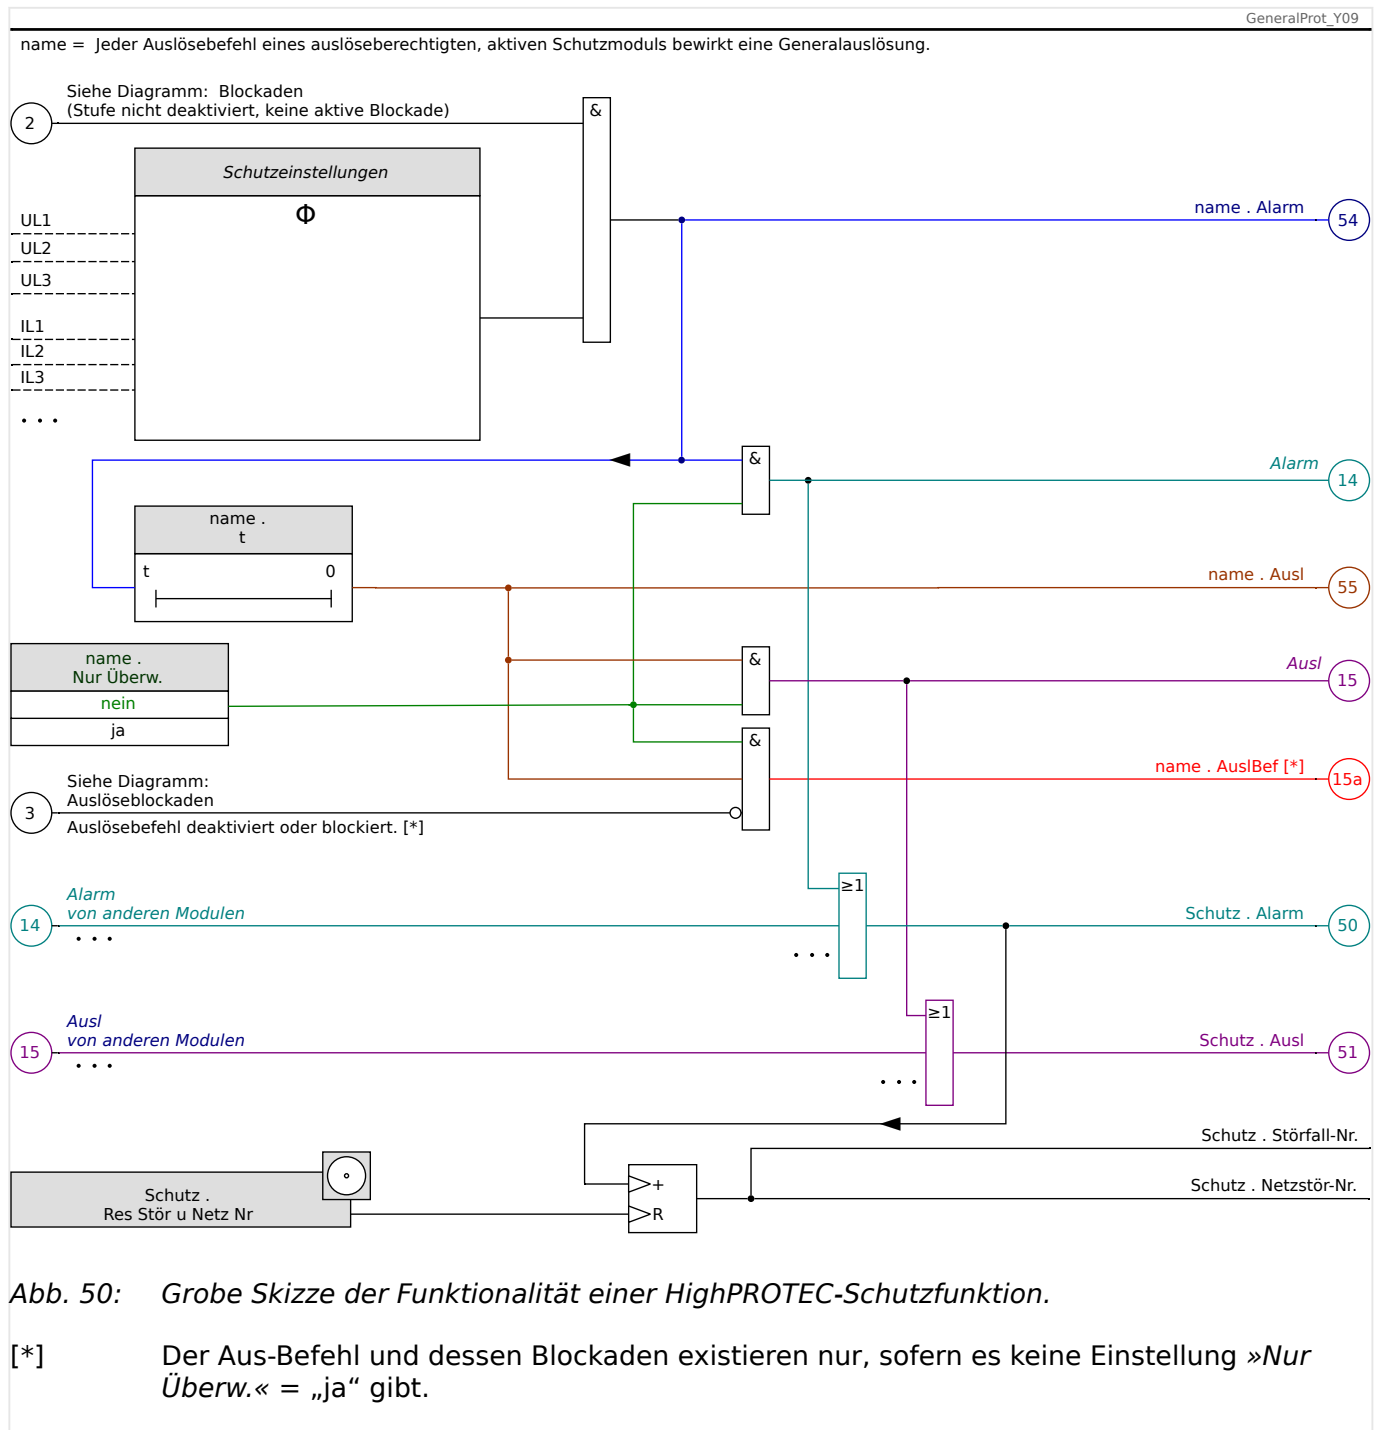 GeneralProt_Y09
name = Jeder Auslösebefehl eines auslöseberechtigten, aktiven Schutzmoduls bewirkt eine Generalauslösung.
Siehe Diagramm: Blockaden
(Stufe nicht deaktiviert, keine aktive Blockade)
2
&
Schutzeinstellungen
Φ
UL1
UL2
UL3
IL1
IL2
IL3
. . .
name . Alarm
54
&
Alarm
14
name .
t
t 0
name . Ausl
55
name .
Nur Überw.
nein
ja
&
Ausl
15
&
name . AuslBef [*]
15a
Siehe Diagramm:
Auslöseblockaden
3
Auslösebefehl deaktiviert oder blockiert. [*]
Alarm
von anderen Modulen
14
. . .
≥1
. . .
Schutz . Alarm
50
Ausl
von anderen Modulen
15
. . .
≥1
. . .
Schutz . Ausl
51
Schutz . Störfall-Nr.
Schutz . Netzstör-Nr.
Schutz .
Res Stör u Netz Nr
+
R
Abb. 50: Grobe Skizze der Funktionalität einer HighPROTEC-Schutzfunktion.
[*] Der Aus-Befehl und dessen Blockaden existieren nur, sofern es keine Einstellung »Nur
Überw.« = „ja“ gibt.